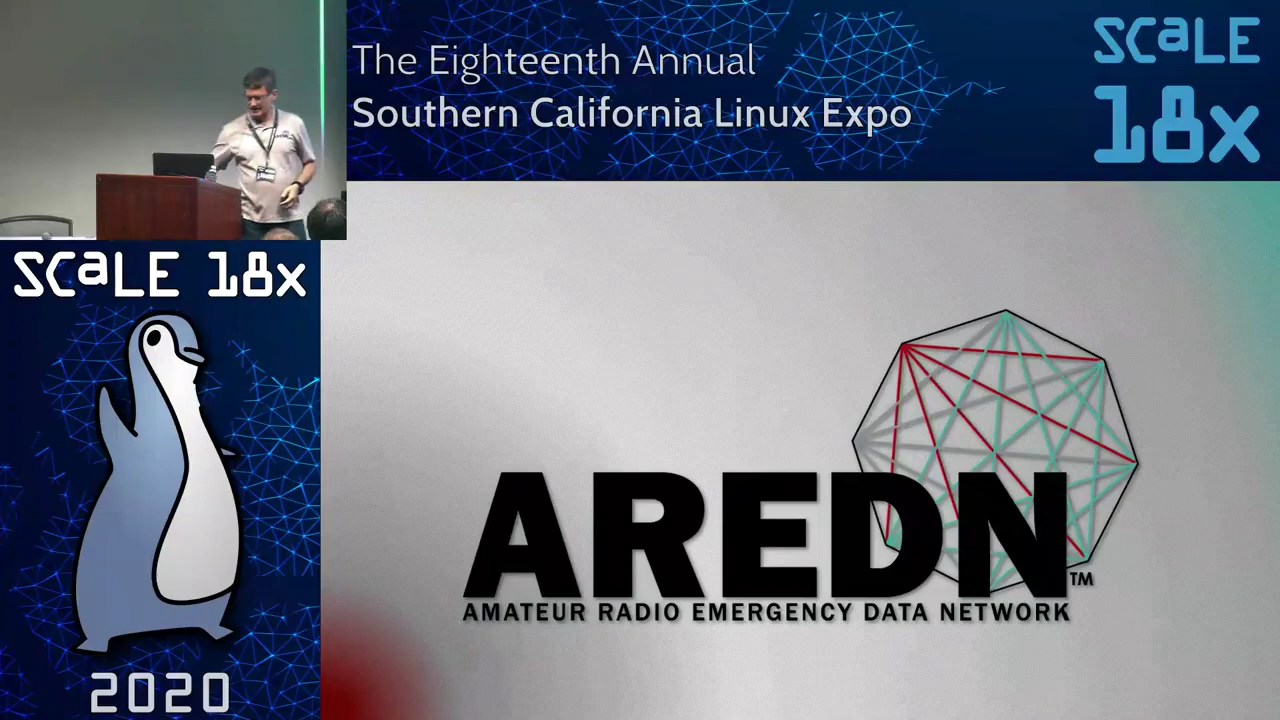 The Eighteenth Annual
Southern California Linux Expo
SCaLE
18x
SCaLE 18x
2020
AREDN
TM
AMATEUR RADIO EMERGENCY DATA NETWORK